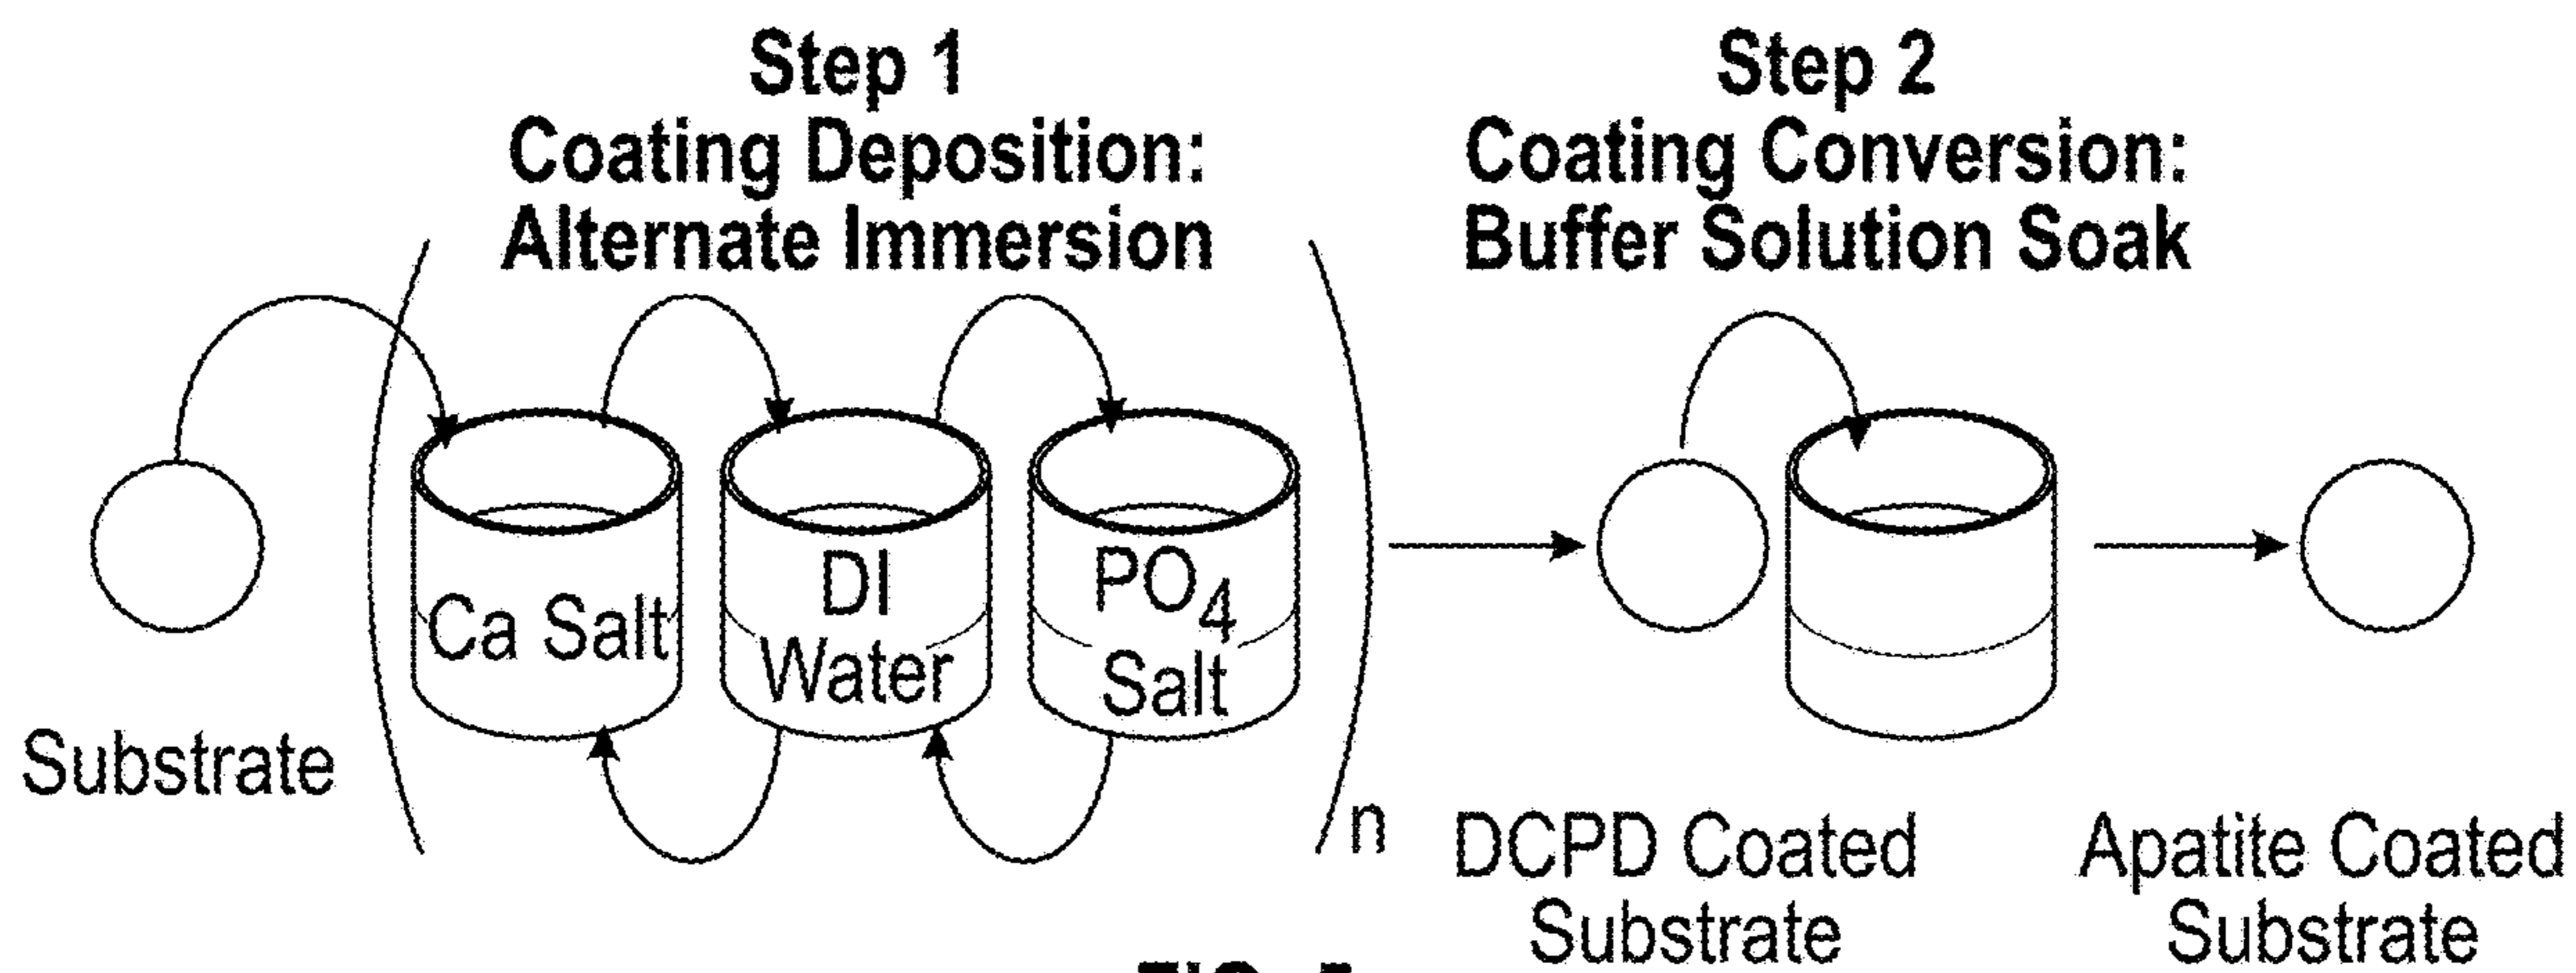 Step 1
Coating Deposition:
Alternate Immersion
Step 2
Coating Conversion:
Buffer Solution Soak
Substrate
Ca Salt
DI
Water
PO4
Salt
n
DCPD Coated
Substrate
Apatite Coated
Substrate